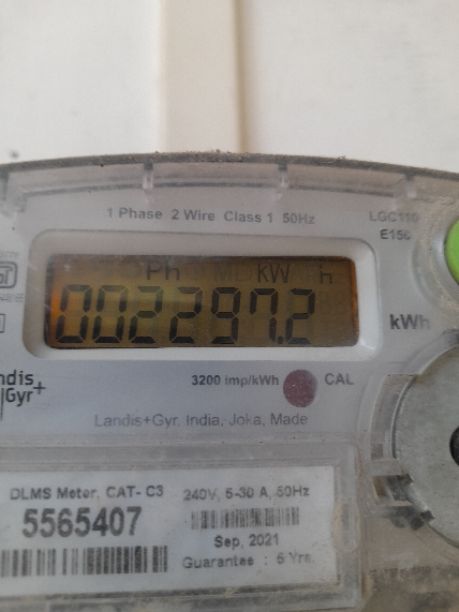 1 Phase 2 Wire Class 1 50Hz
LGC110
E150
Ph kW h
002297.2
kWh
ndis
Gyr+
3200 imp/kWh CAL
Landis+Gyr. India, Joka, Made
DLMS Meter, CAT- C3
5565407
240V, 5-30 A, 50Hz
Sep, 2021
Guarantee : 5 Yrs.